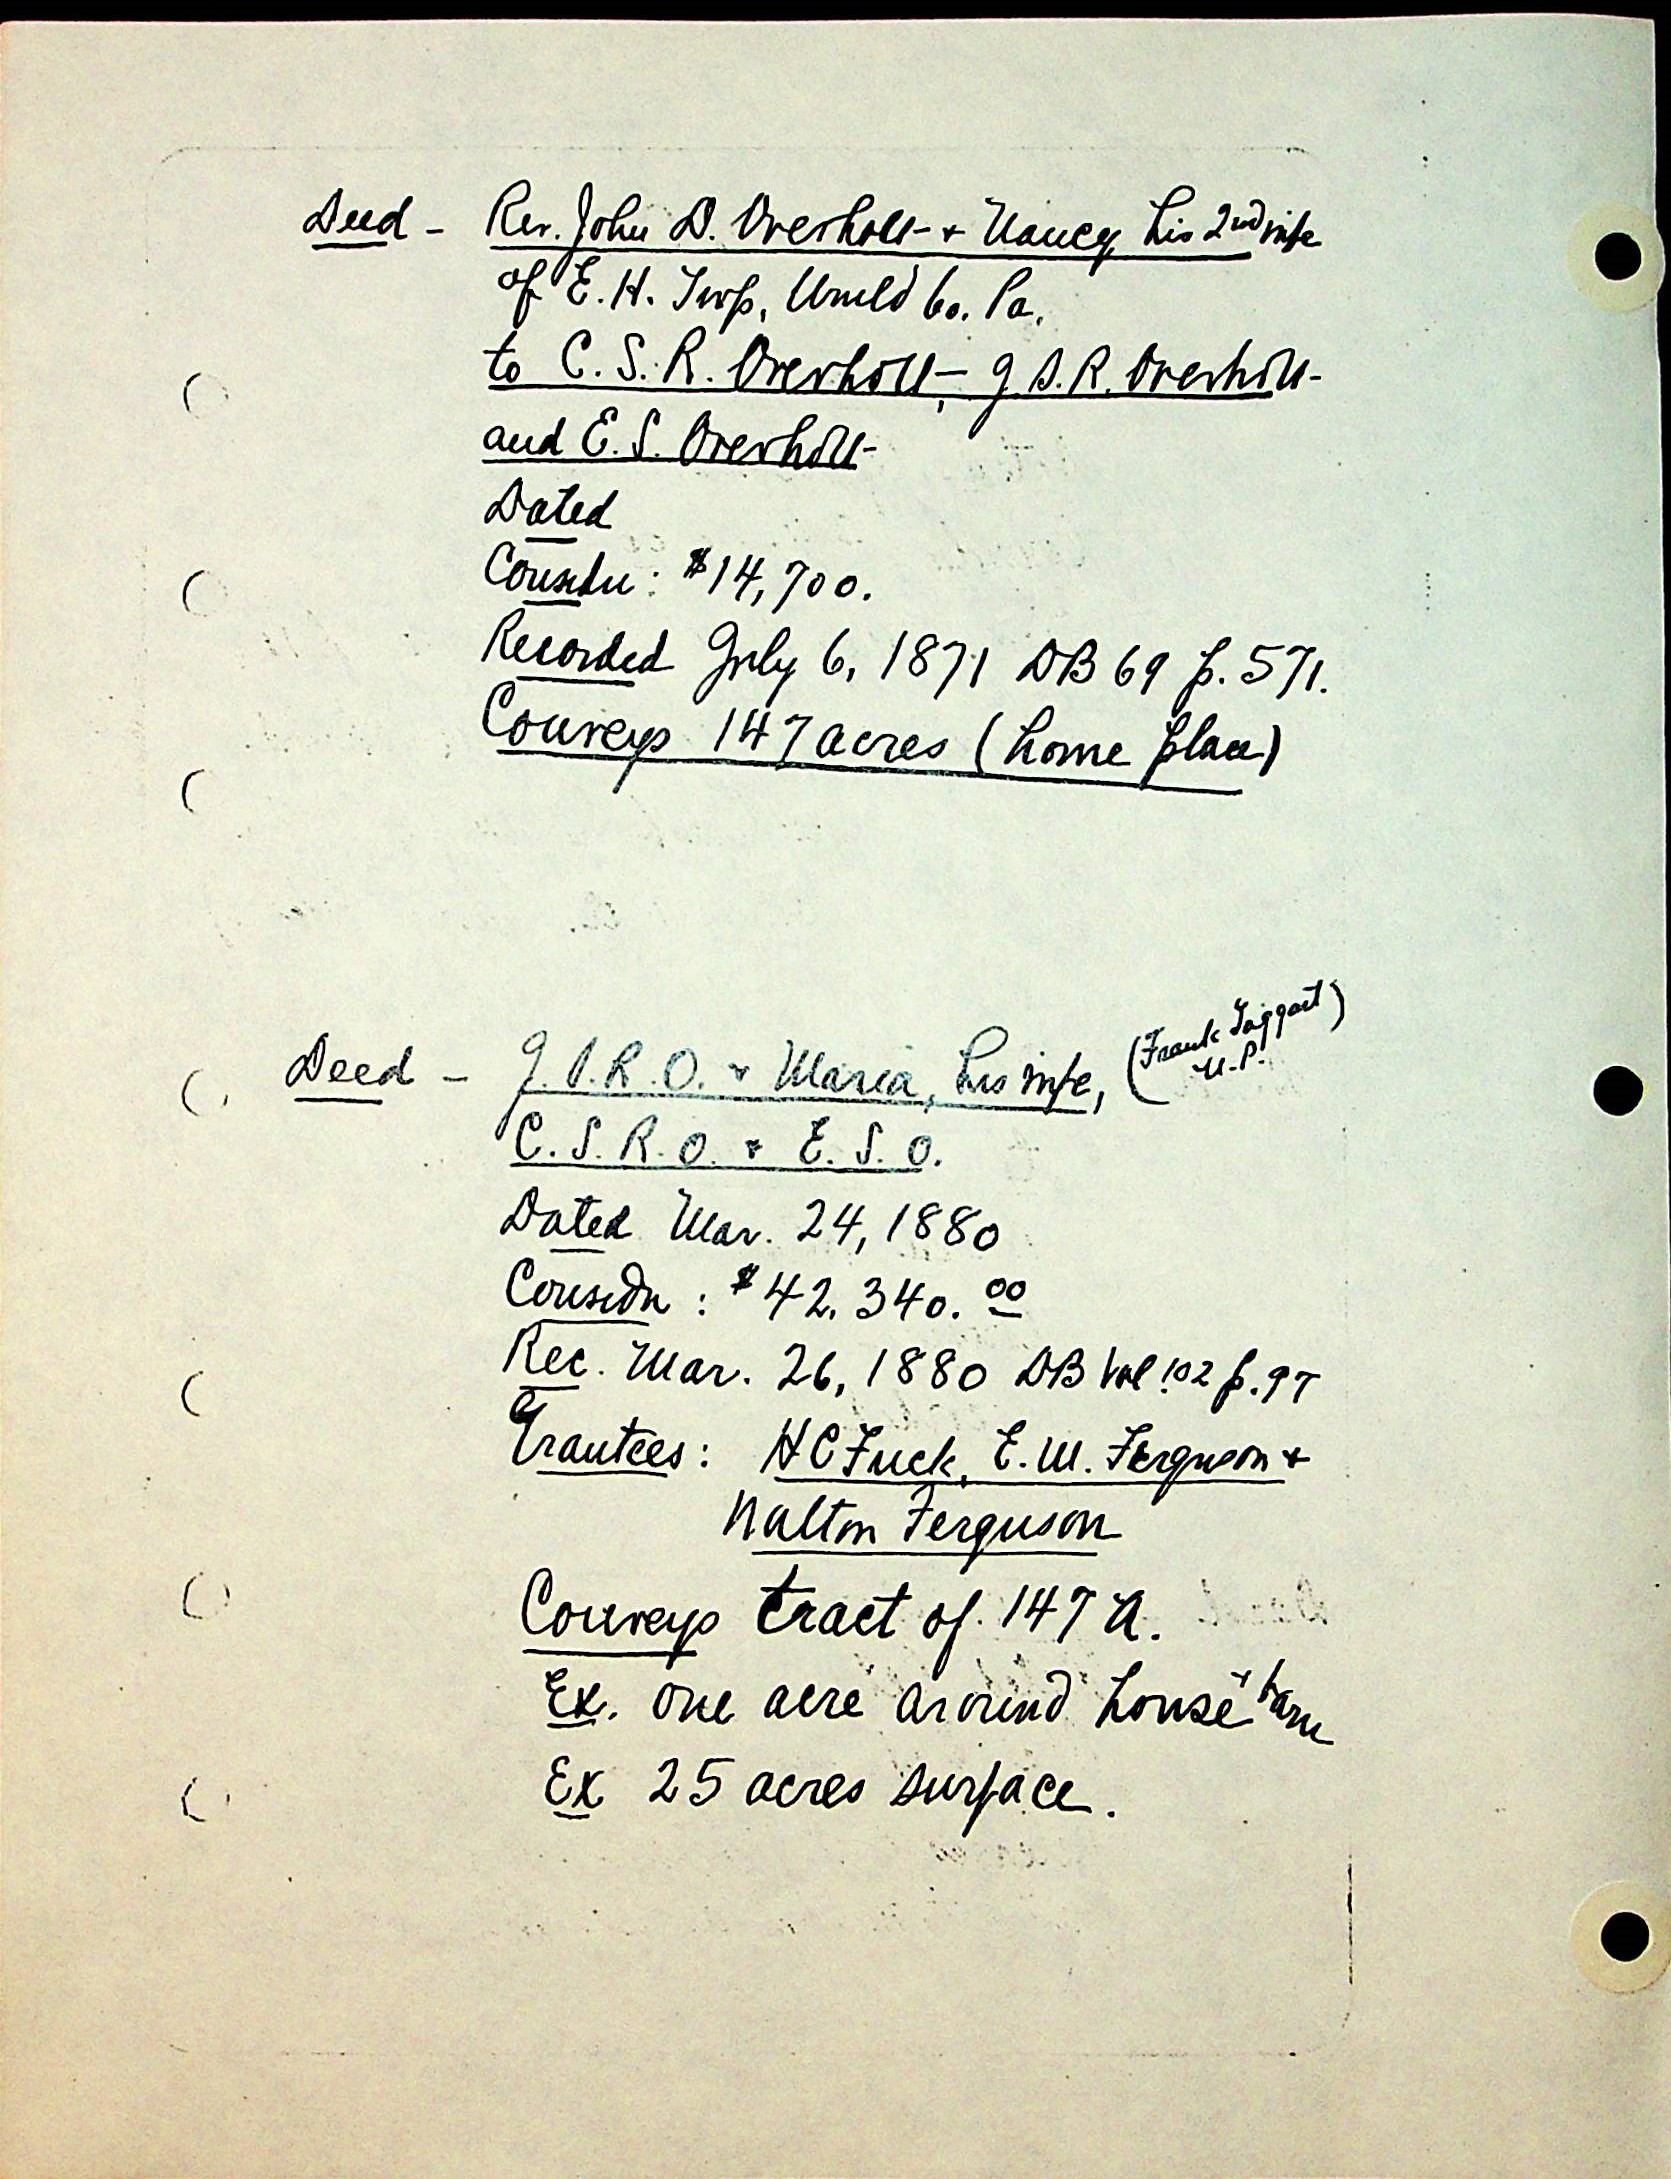 Deed - Rev. John D. Overholt + Nancy, his 2nd wife
of E. H. Twp, Wmld Co. Pa.
to C. S. R. Overholt, J. S. R. Overholt
and E. S. Overholt
Dated
Considn: $14,700.
Recorded July 6, 1871 DB 69 p. 571.
Conveys 147 acres (home place)
Deed - J. S. R. O. + Maria, his wife, (Frank Taggart)
C. S. R. O. + E. S. O.
Dated Mar. 24, 1880
Considn: $42,340.00
Rec. Mar. 26, 1880 DB Vol 102 p. 97
Grantees: H C Frick, E. M. Ferguson +
Walton Ferguson
Conveys tract of 147 A.
Ex. one acre around house + barn
Ex 25 acres surface.